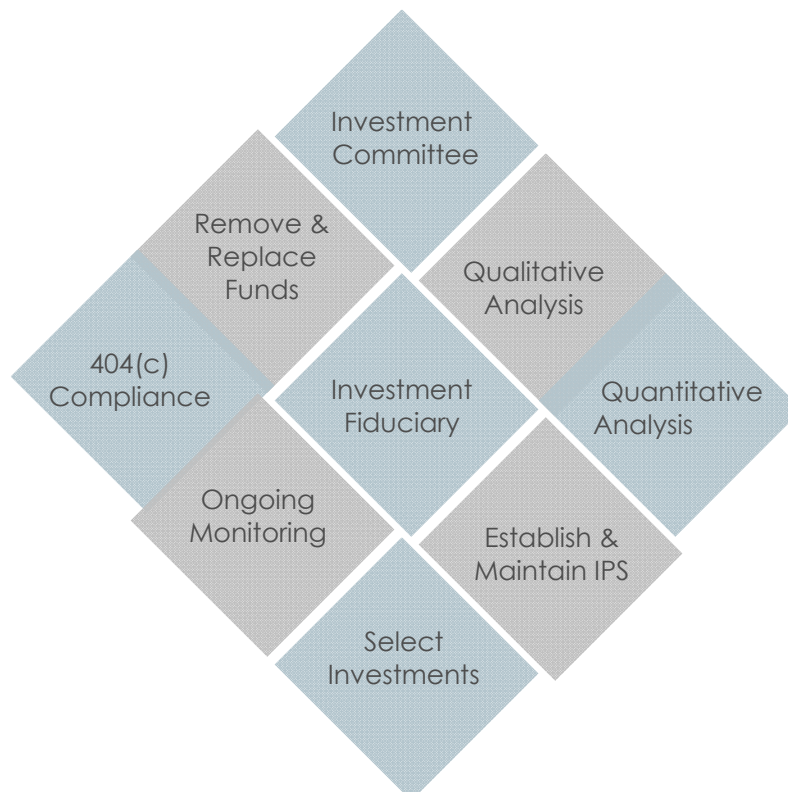 Investment
Committee
Remove &
Replace
Funds
Qualitative
Analysis
404(c)
Compliance
Investment
Fiduciary
Quantitative
Analysis
Ongoing
Monitoring
Establish &
Maintain IPS
Select
Investments